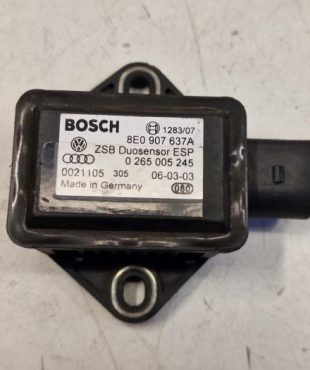 BOSCH 1283/07
8E0 907 637A
ZSB Duosensor ESP
0 265 005 245
0021105 305 06-03-03
Made in Germany 080